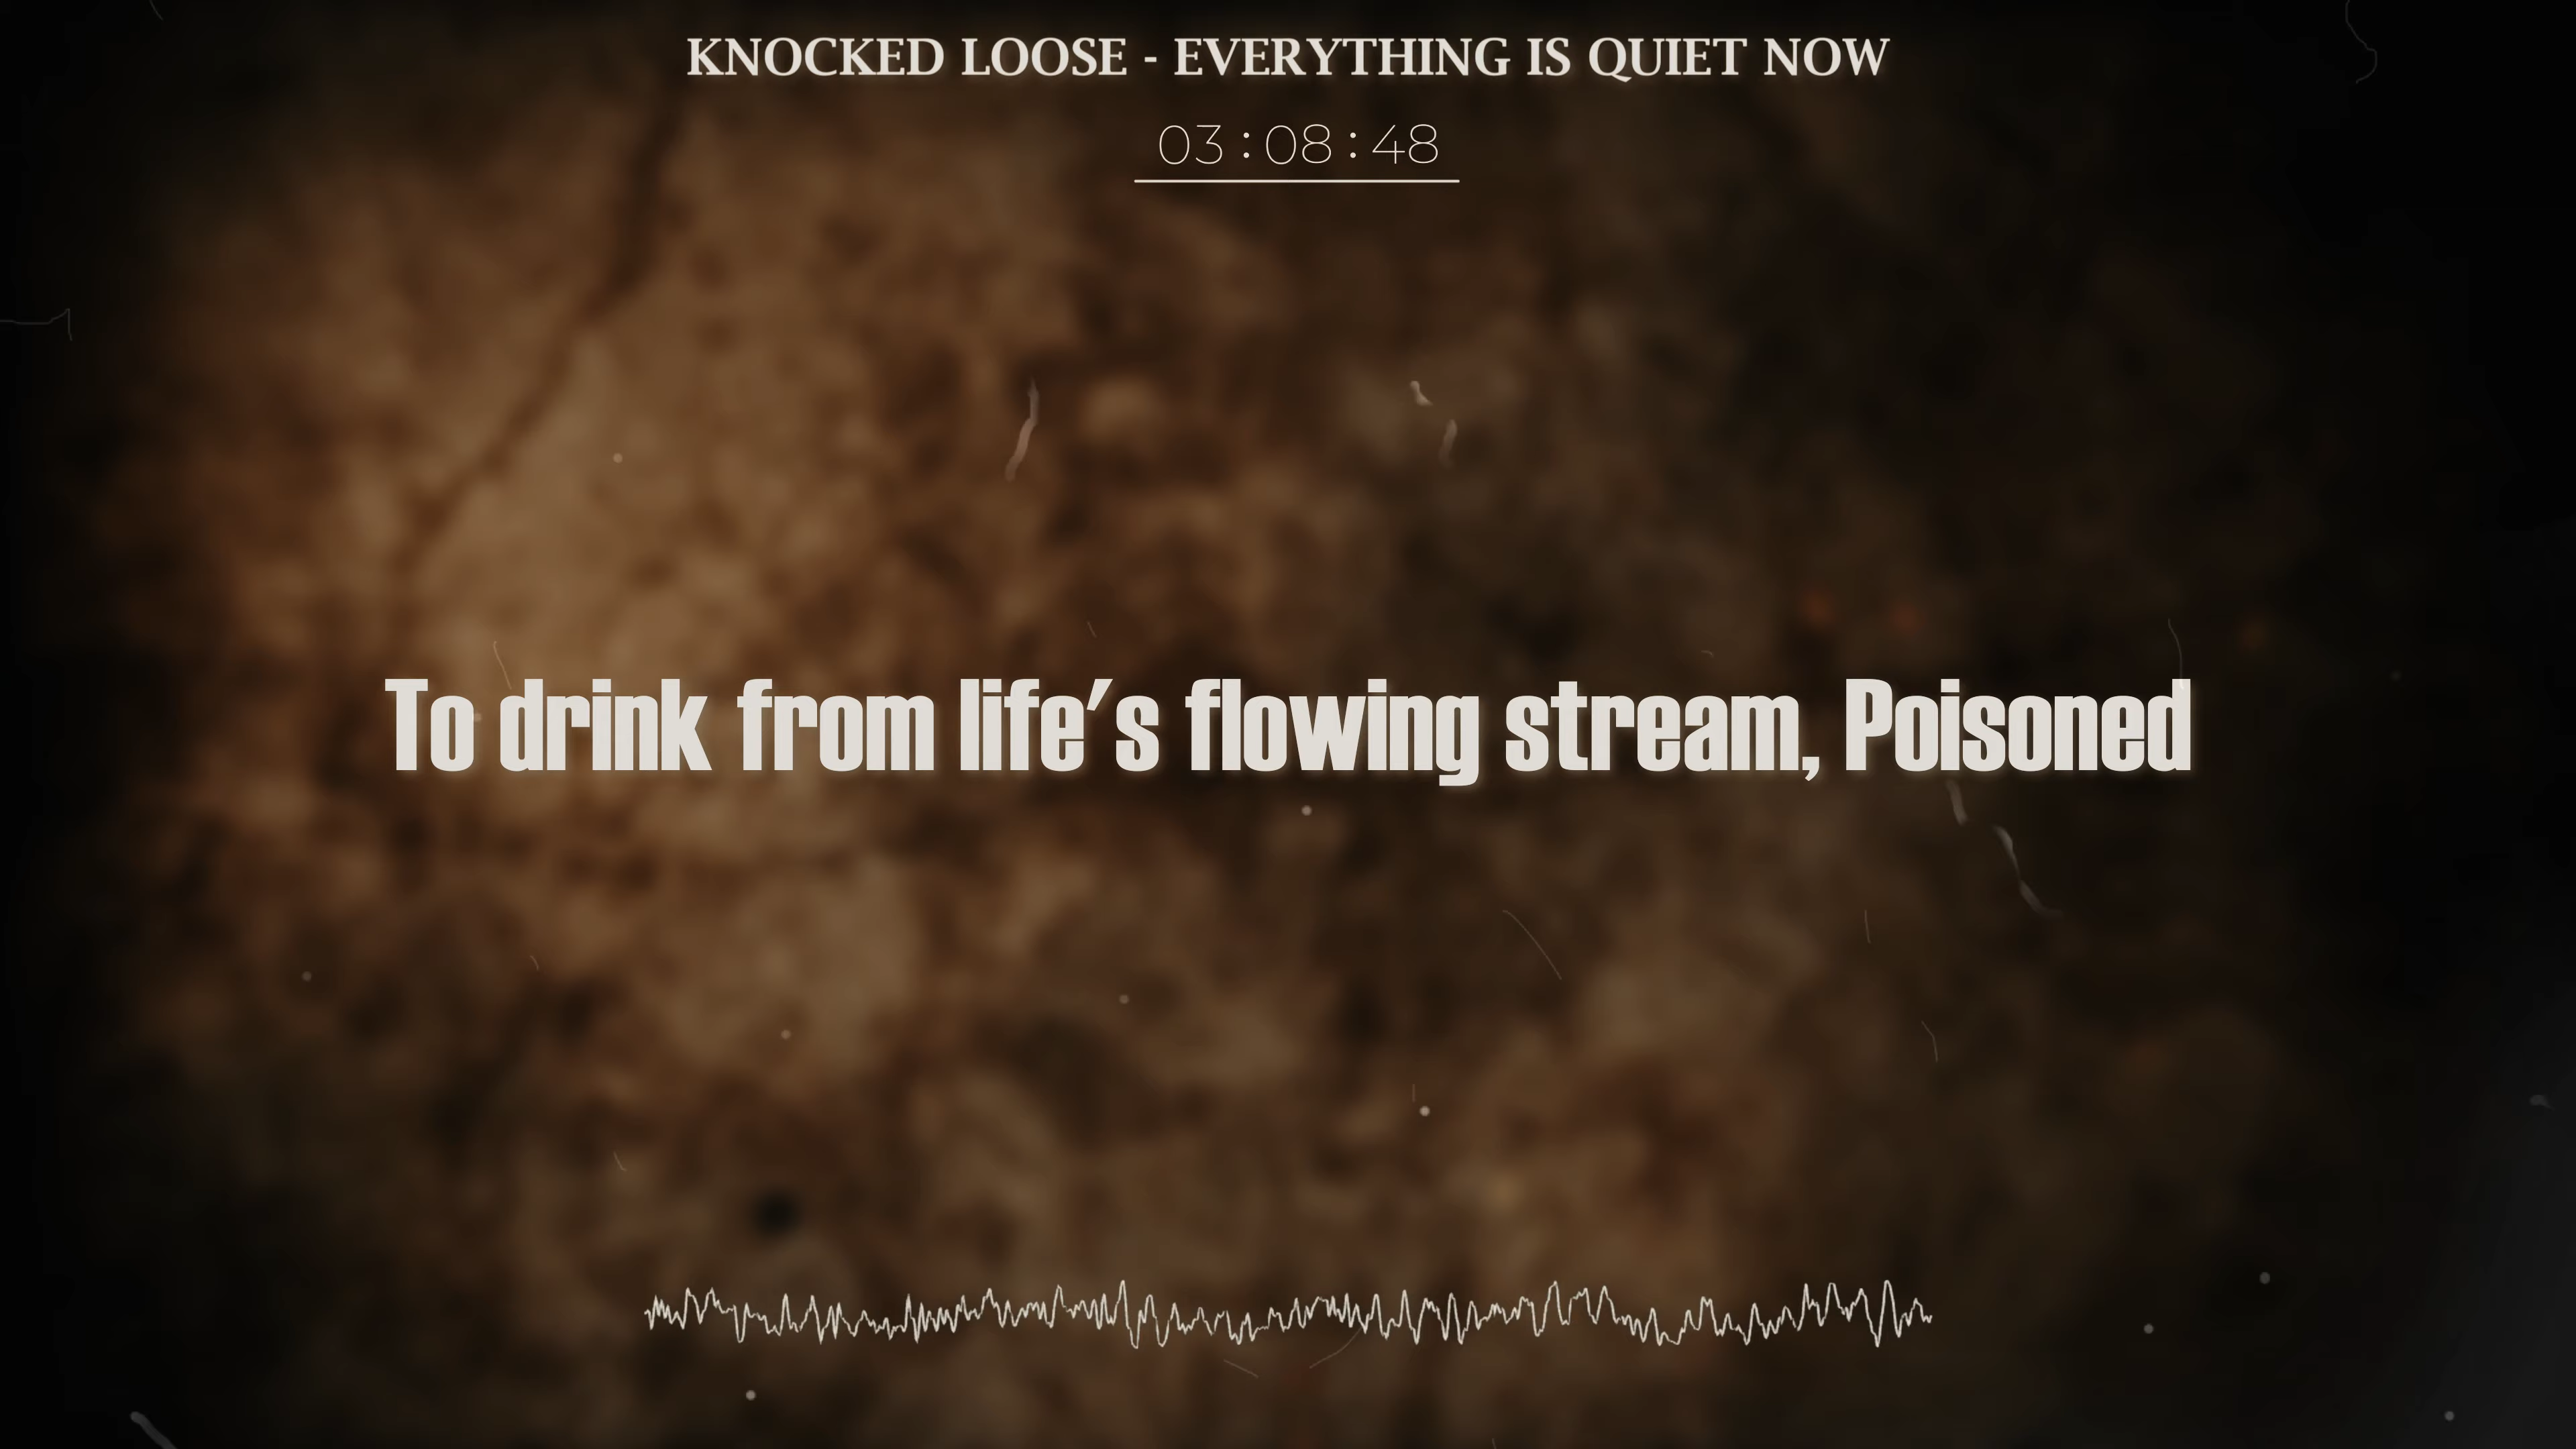 KNOCKED LOOSE - EVERYTHING IS QUIET NOW
03:08:48
To drink from life's flowing stream, Poisoned